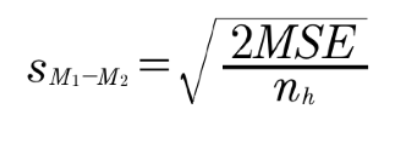 s_{M_1-M_2} = \sqrt{\frac{2MSE}{n_h}}